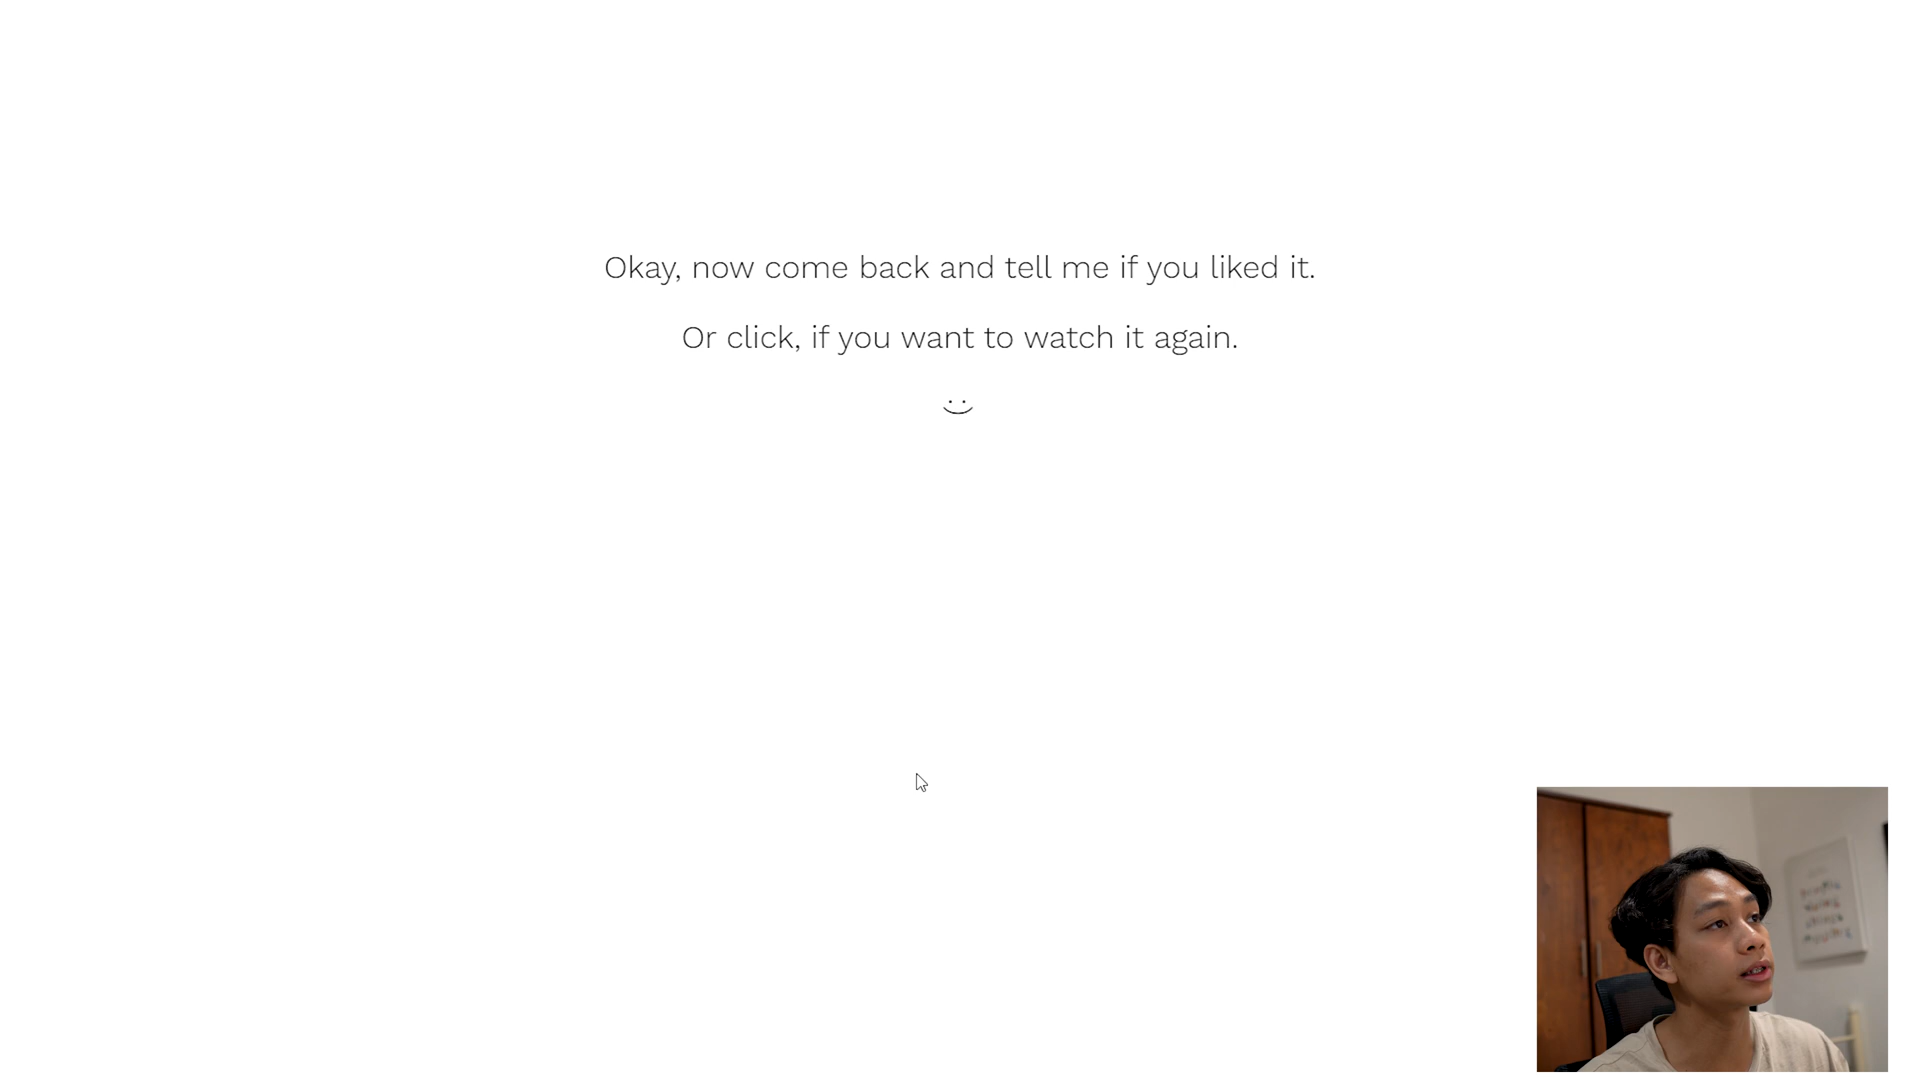 Okay, now come back and tell me if you liked it.
Or click, if you want to watch it again.